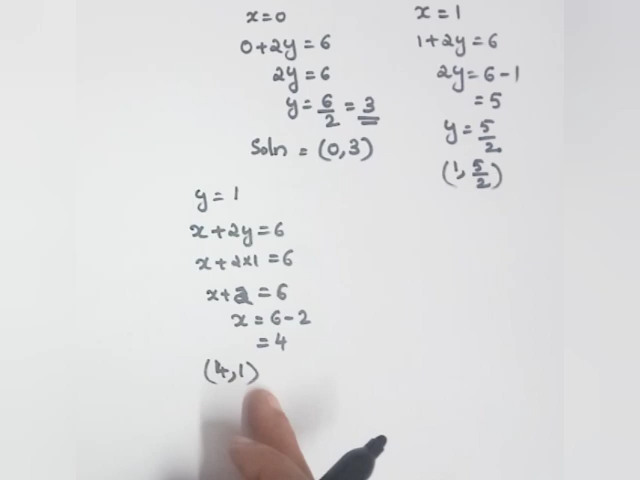 x=0
0+2y=6
2y=6
y=6/2=3
Soln = (0,3)
x=1
1+2y=6
2y=6-1
=5
y=5/2
(1,5/2)
y=1
x+2y=6
x+2×1=6
x+2=6
x=6-2
=4
(4,1)